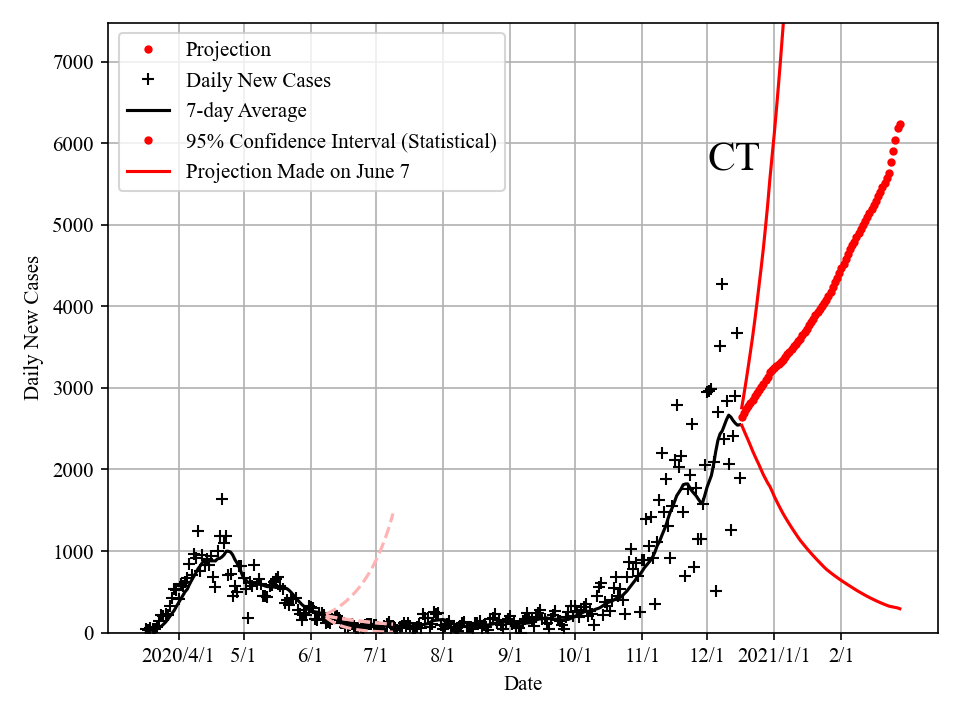 Projection
Daily New Cases
7-day Average
95% Confidence Interval (Statistical)
Projection Made on June 7
CT
7000
6000
5000
4000
3000
2000
1000
0
Daily New Cases
2020/4/1 5/1 6/1 7/1 8/1 9/1 10/1 11/1 12/1 2021/1/1 2/1
Date